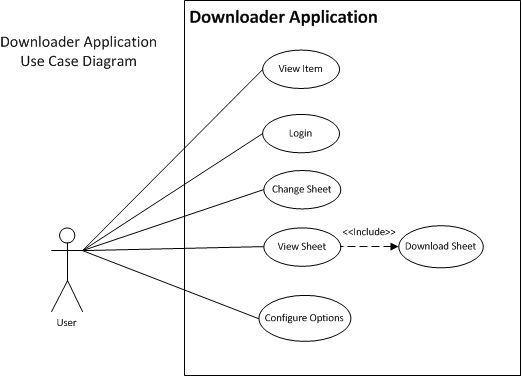 Downloader Application
Downloader Application
Use Case Diagram
View Item
Login
Change Sheet
<<Include>>
View Sheet
Download Sheet
User
Configure Options